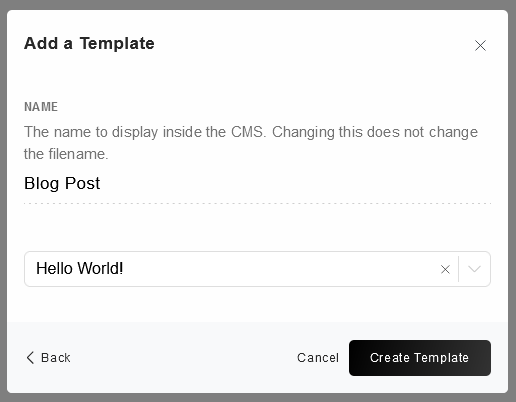 Add a Template
NAME
The name to display inside the CMS. Changing this does not change
the filename.
Blog Post
Hello World!
Back
Cancel
Create Template